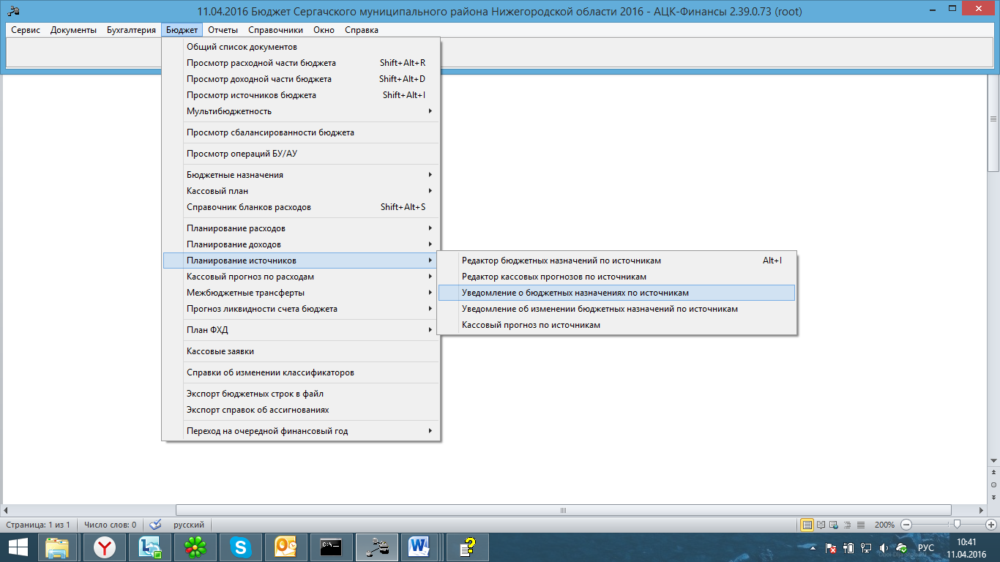 11.04.2016 Бюджет Сергачского муниципального района Нижегородской области 2016 - АЦК-Финансы 2.39.0.73 (root)
Сервис Документы Бухгалтерия Бюджет Отчеты Справочники Окно Справка
Общий список документов
Просмотр расходной части бюджета Shift+Alt+R
Просмотр доходной части бюджета Shift+Alt+D
Просмотр источников бюджета Shift+Alt+I
Мультибюджетность
Просмотр сбалансированности бюджета
Просмотр операций БУ/АУ
Бюджетные назначения
Кассовый план
Справочник бланков расходов Shift+Alt+S
Планирование расходов
Планирование доходов
Планирование источников
Кассовый прогноз по расходам
Межбюджетные трансферты
Прогноз ликвидности счета бюджета
План ФХД
Кассовые заявки
Справки об изменении классификаторов
Экспорт бюджетных строк в файл
Экспорт справок об ассигнованиях
Переход на очередной финансовый год
Редактор бюджетных назначений по источникам Alt+I
Редактор кассовых прогнозов по источникам
Уведомление о бюджетных назначениях по источникам
Уведомление об изменении бюджетных назначений по источникам
Кассовый прогноз по источникам
Страница: 1 из 1 Число слов: 0 русский 200%
РУС
10:41
11.04.2016